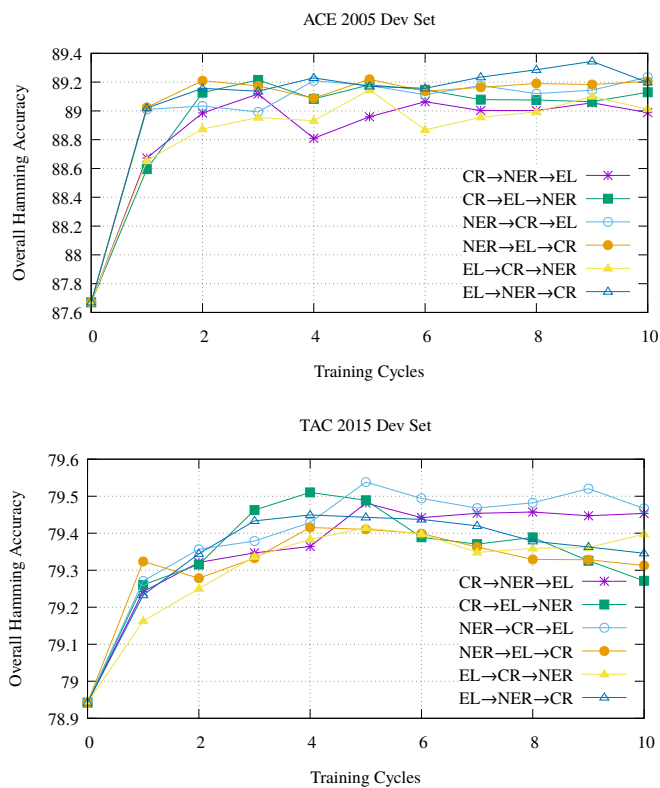 ACE 2005 Dev Set
89.4
89.2
89
88.8
88.6
88.4
88.2
88
87.8
87.6
Overall Hamming Accuracy
CR→NER→EL
CR→EL→NER
NER→CR→EL
NER→EL→CR
EL→CR→NER
EL→NER→CR
0 2 4 6 8 10
Training Cycles
TAC 2015 Dev Set
79.6
79.5
79.4
79.3
79.2
79.1
79
78.9
Overall Hamming Accuracy
CR→NER→EL
CR→EL→NER
NER→CR→EL
NER→EL→CR
EL→CR→NER
EL→NER→CR
0 2 4 6 8 10
Training Cycles